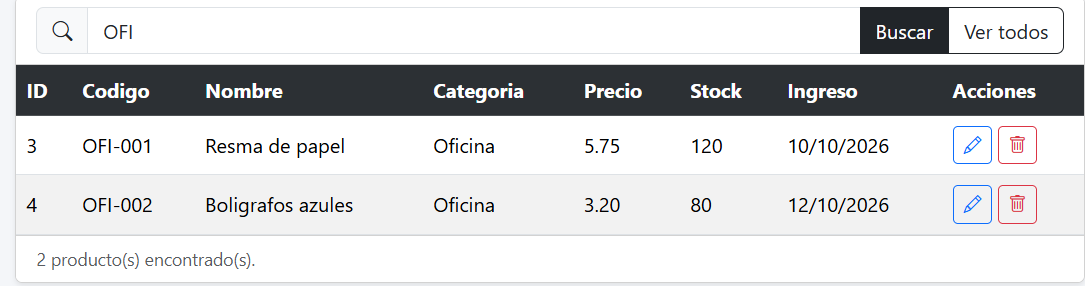 OFI Buscar Ver todos
ID Codigo Nombre Categoria Precio Stock Ingreso Acciones
3 OFI-001 Resma de papel Oficina 5.75 120 10/10/2026
4 OFI-002 Boligrafos azules Oficina 3.20 80 12/10/2026
2 producto(s) encontrado(s).